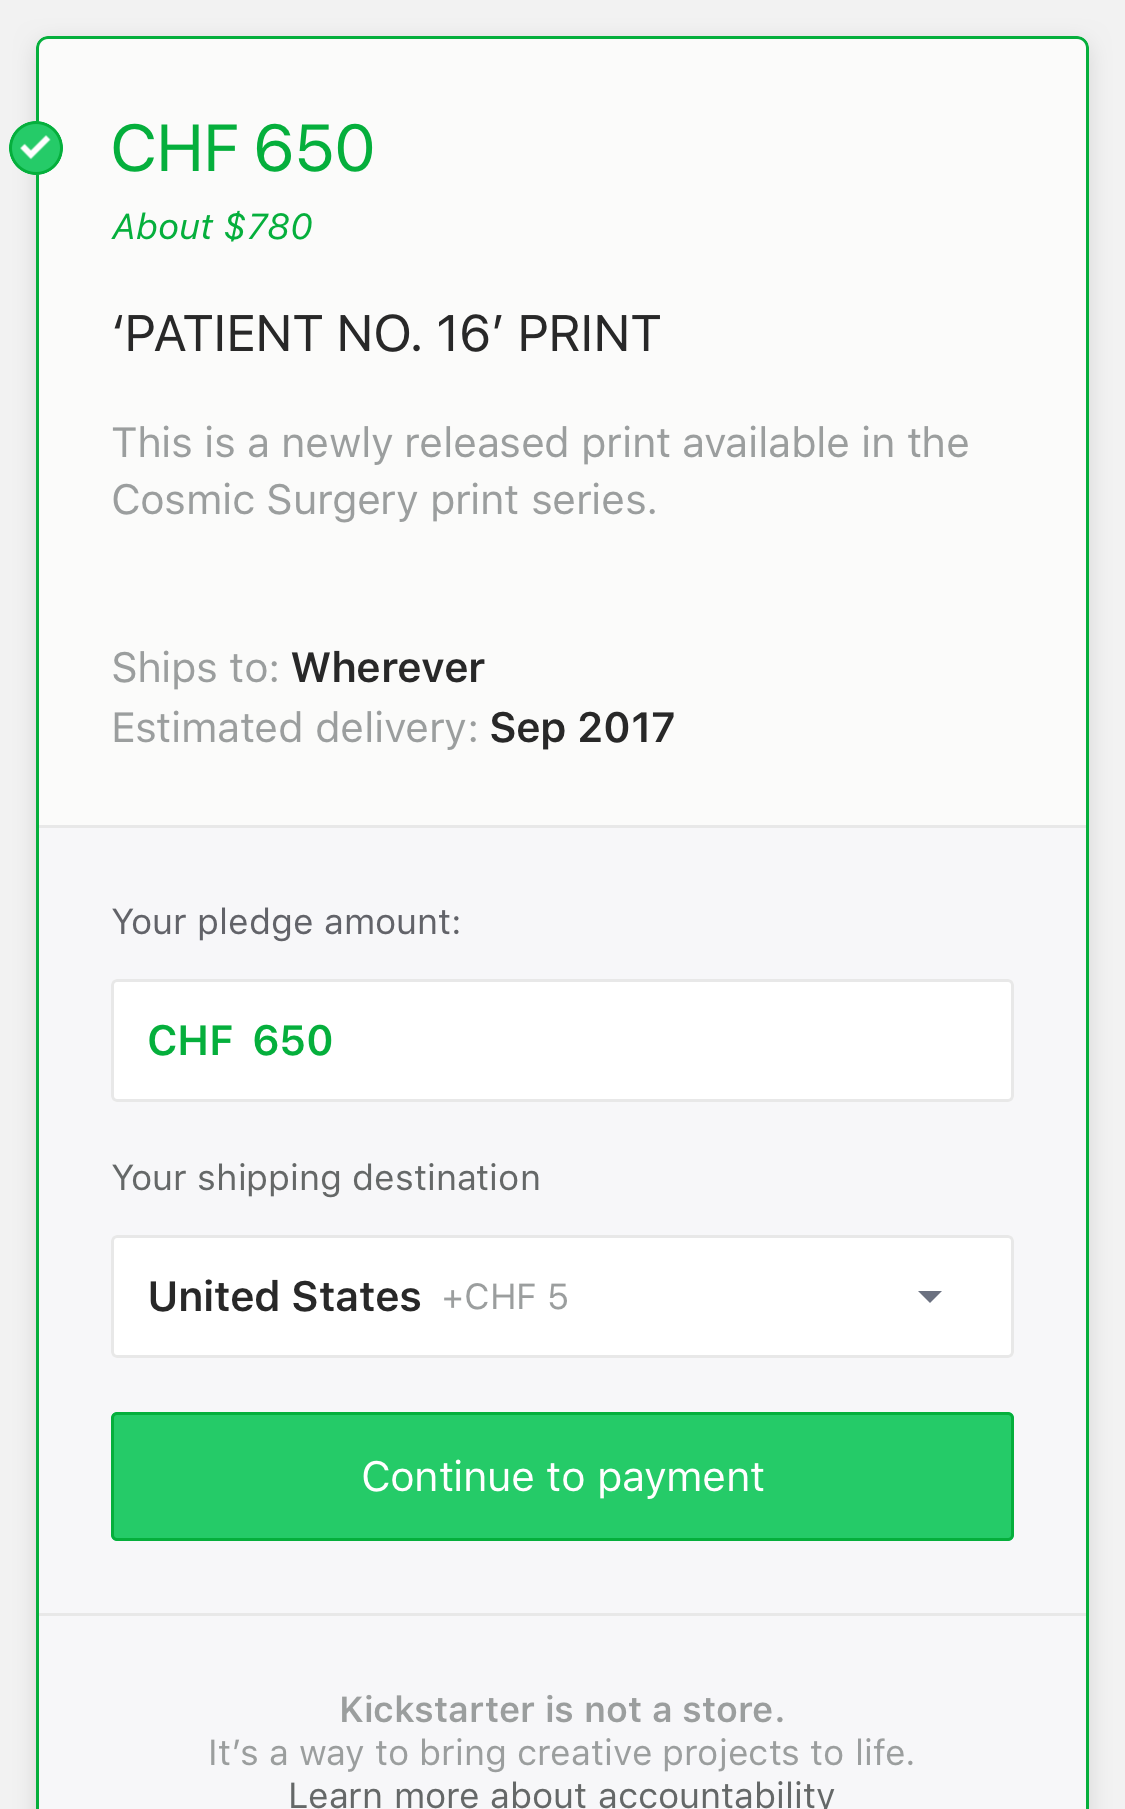 CHF 650
About $780
‘PATIENT NO. 16’ PRINT
This is a newly released print available in the
Cosmic Surgery print series.
Ships to: Wherever
Estimated delivery: Sep 2017
Your pledge amount:
CHF 650
Your shipping destination
United States +CHF 5
Continue to payment
Kickstarter is not a store.
It’s a way to bring creative projects to life.
Learn more about accountability